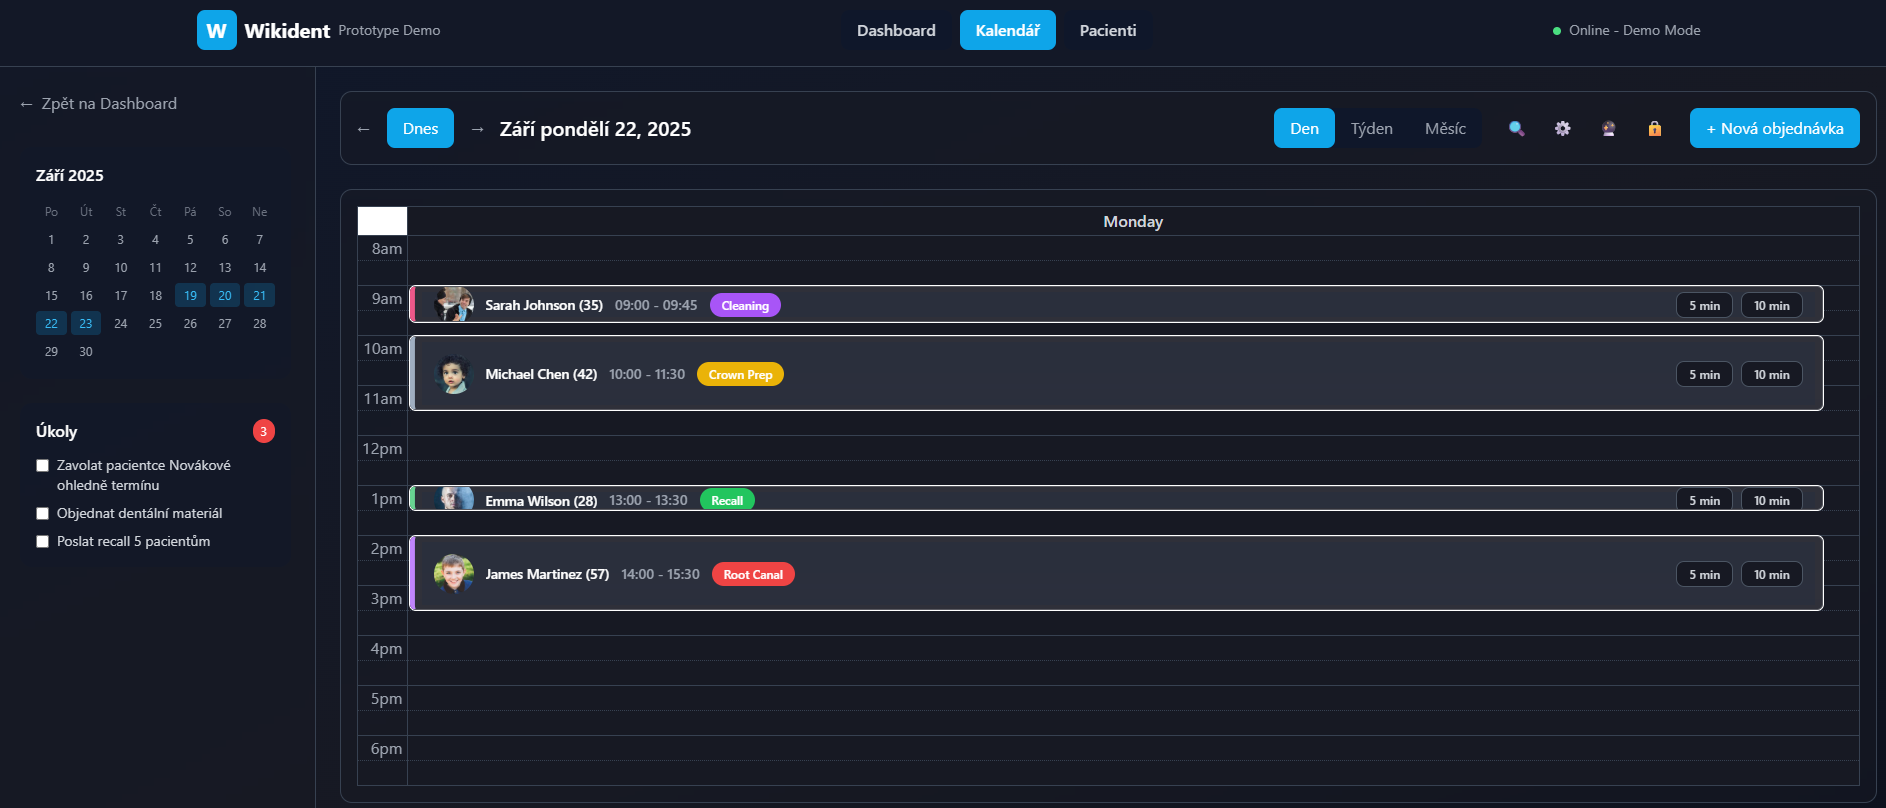 W Wikident Prototype Demo
Dashboard Kalendář Pacienti
Online - Demo Mode
← Zpět na Dashboard
Září 2025
Po Út St Čt Pá So Ne
1 2 3 4 5 6 7
8 9 10 11 12 13 14
15 16 17 18 19 20 21
22 23 24 25 26 27 28
29 30
Úkoly 3
Zavolat pacientce Novákové
ohledně termínu
Objednat dentální materiál
Poslat recall 5 pacientům
← Dnes → Září pondělí 22, 2025
Den Týden Měsíc
+ Nová objednávka
Monday
8am
9am
Sarah Johnson (35) 09:00 - 09:45 Cleaning 5 min 10 min
10am
Michael Chen (42) 10:00 - 11:30 Crown Prep 5 min 10 min
11am
12pm
1pm
Emma Wilson (28) 13:00 - 13:30 Recall 5 min 10 min
2pm
James Martinez (57) 14:00 - 15:30 Root Canal 5 min 10 min
3pm
4pm
5pm
6pm